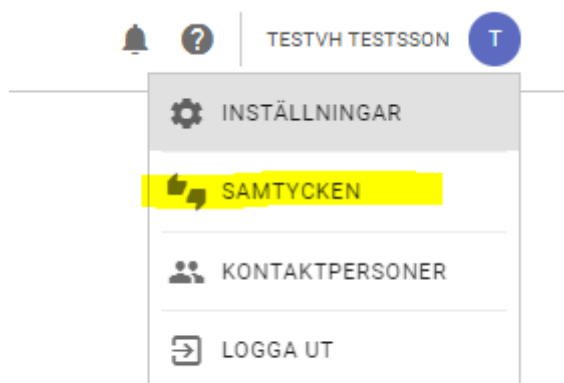 TESTVH TESTSSON T
INSTÄLLNINGAR
SAMTYCKEN
KONTAKTPERSONER
LOGGA UT